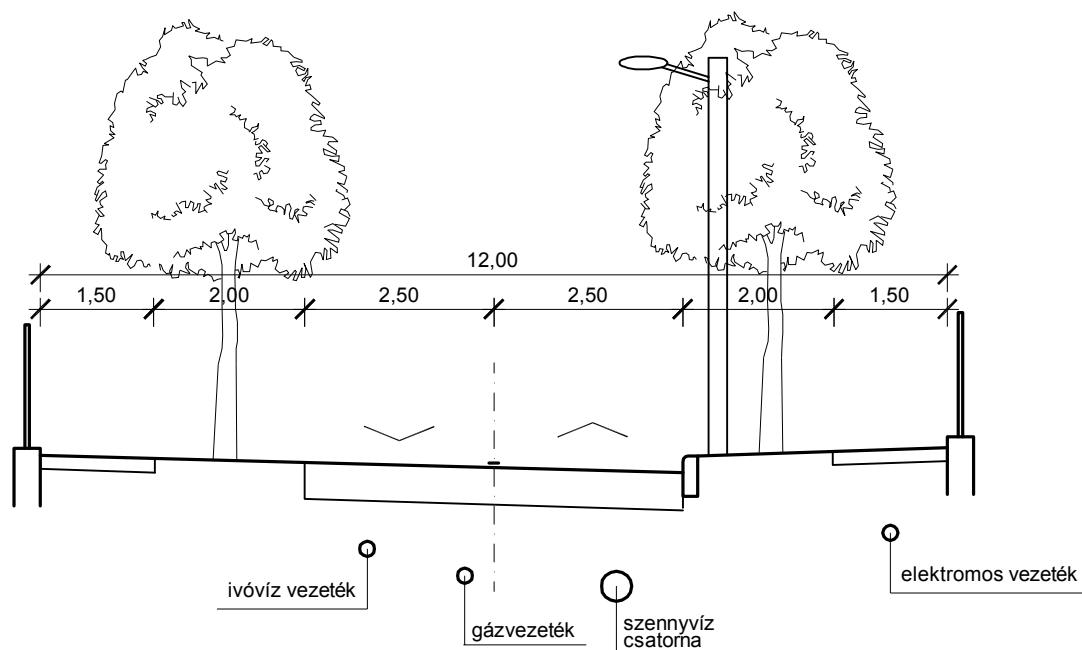 12,00
1,50 2,00 2,50 2,50 2,00 1,50
ivóvíz vezeték
gázvezeték
szennyvíz
csatorna
elektromos vezeték